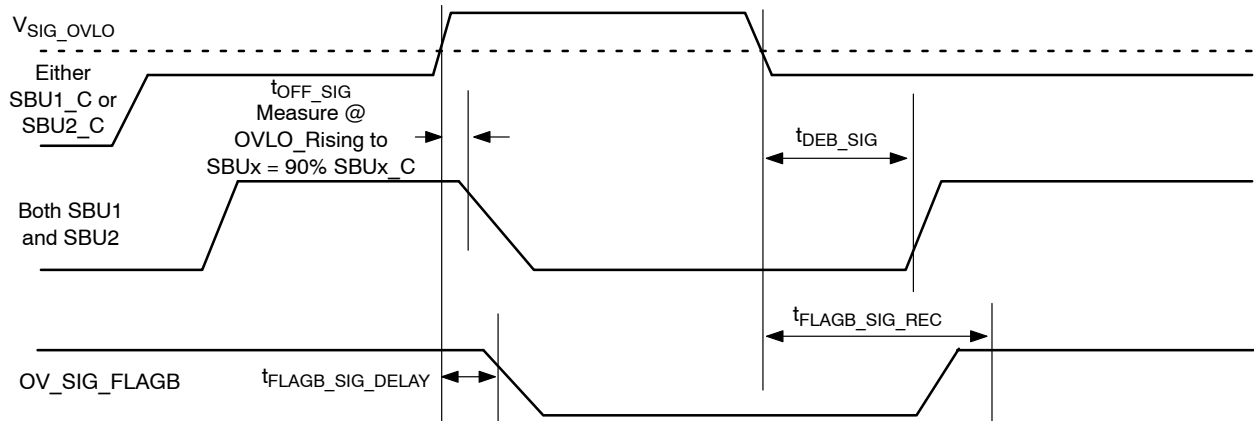 VSIG_OVLO
Either
SBU1_C or
SBU2_C
tOFF_SIG
Measure @
OVLO_Rising to
SBUx = 90% SBUx_C
tDEB_SIG
Both SBU1
and SBU2
tFLAGB_SIG_REC
OV_SIG_FLAGB
tFLAGB_SIG_DELAY